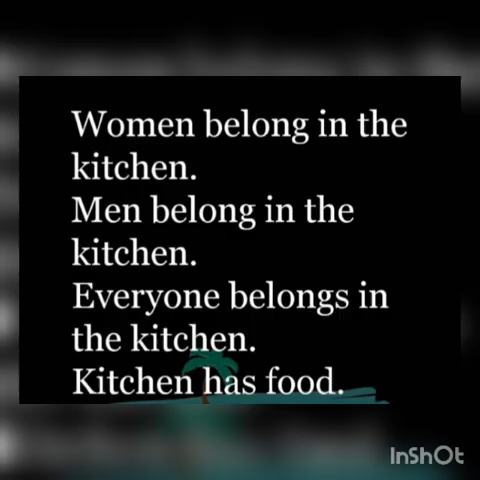 Women belong in the
kitchen.
Men belong in the
kitchen.
Everyone belongs in
the kitchen.
Kitchen has food.
InShOt